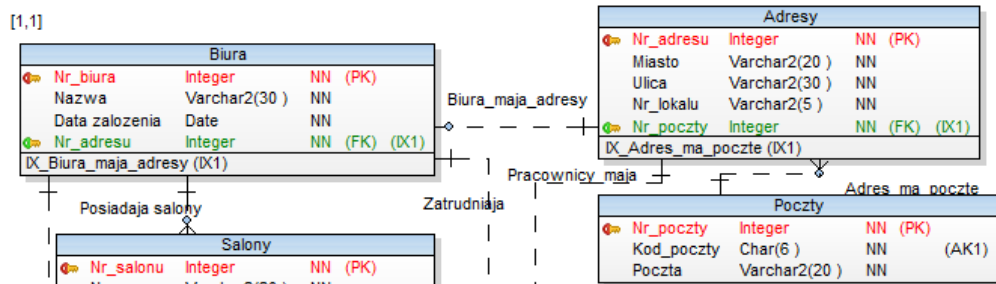 [1,1]
Biura
Nr_biura Integer NN (PK)
Nazwa Varchar2(30 ) NN
Data zalozenia Date NN
Nr_adresu Integer NN (FK) (IX1)
IX_Biura_maja_adresy (IX1)
Biura_maja_adresy
Adresy
Nr_adresu Integer NN (PK)
Miasto Varchar2(20 ) NN
Ulica Varchar2(30 ) NN
Nr_lokalu Varchar2(5 ) NN
Nr_poczty Integer NN (FK) (IX1)
IX_Adres_ma_poczte (IX1)
Posiadaja salony
Zatrudniaja
Pracownicy_maja
Adres_ma_poczte
Salony
Nr_salonu Integer NN (PK)
Poczty
Nr_poczty Integer NN (PK)
Kod_poczty Char(6 ) NN (AK1)
Poczta Varchar2(20 ) NN